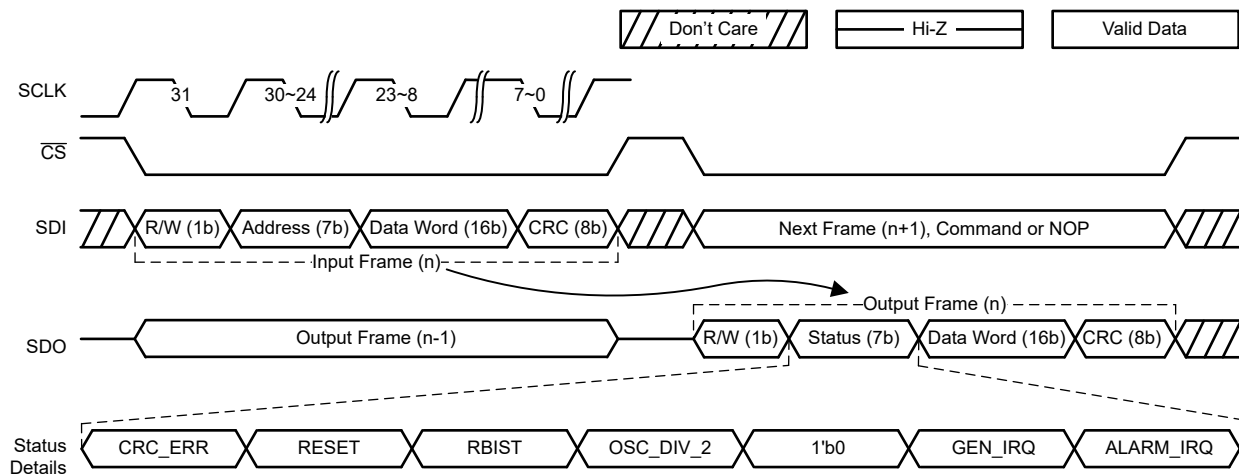 Don't Care
Hi-Z
Valid Data
SCLK
31
30~24
23~8
7~0
CS
SDI
R/W (1b)
Address (7b)
Data Word (16b)
CRC (8b)
Next Frame (n+1), Command or NOP
Input Frame (n)
Output Frame (n)
SDO
Output Frame (n-1)
R/W (1b)
Status (7b)
Data Word (16b)
CRC (8b)
Status
Details
CRC_ERR
RESET
RBIST
OSC_DIV_2
1'b0
GEN_IRQ
ALARM_IRQ